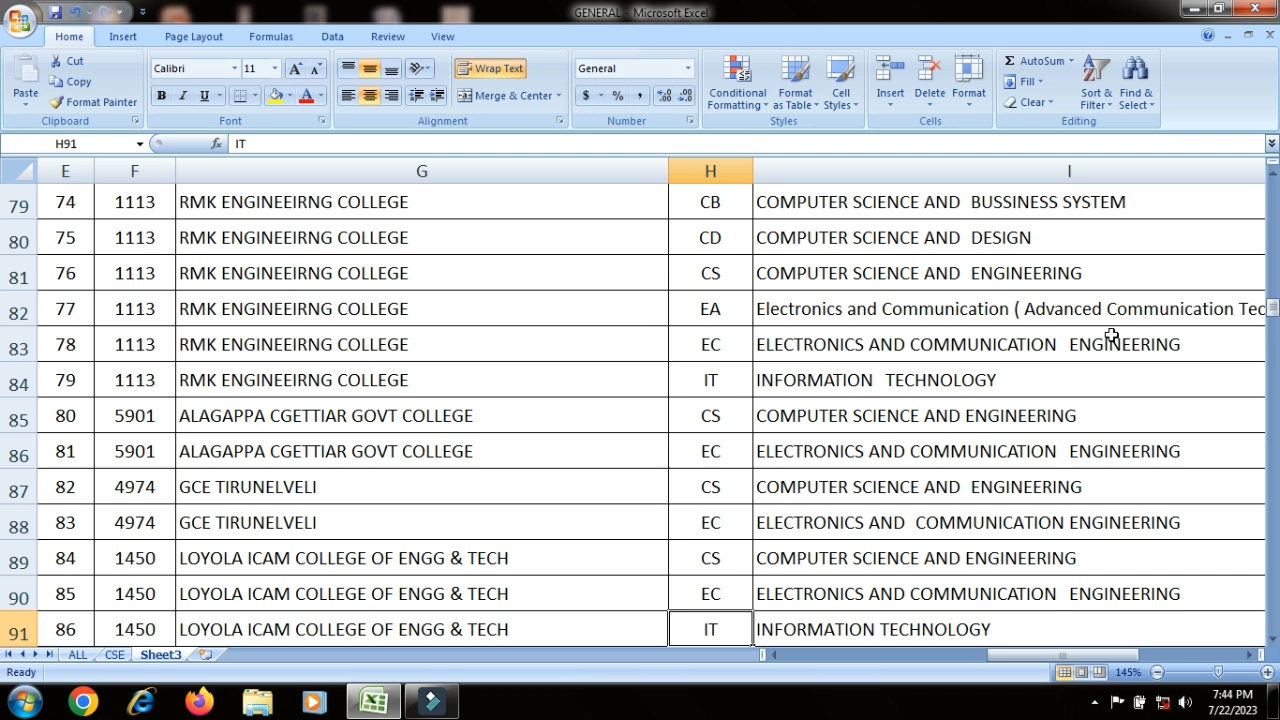 GENERAL - Microsoft Excel
Home Insert Page Layout Formulas Data Review View
Paste Cut Copy Format Painter Clipboard
Calibri 11 A A B I U A Font
Wrap Text Merge & Center Alignment
General $ % , .0 .00 .00 .0 Number
Conditional Formatting Format as Table Cell Styles Styles
Insert Delete Format Cells
Σ AutoSum Fill Clear Sort & Filter Find & Select Editing
H91 fx IT
E F G H I
79 74 1113 RMK ENGINEEIRNG COLLEGE CB COMPUTER SCIENCE AND BUSSINESS SYSTEM
80 75 1113 RMK ENGINEEIRNG COLLEGE CD COMPUTER SCIENCE AND DESIGN
81 76 1113 RMK ENGINEEIRNG COLLEGE CS COMPUTER SCIENCE AND ENGINEERING
82 77 1113 RMK ENGINEEIRNG COLLEGE EA Electronics and Communication ( Advanced Communication Tec
83 78 1113 RMK ENGINEEIRNG COLLEGE EC ELECTRONICS AND COMMUNICATION ENGINEERING
84 79 1113 RMK ENGINEEIRNG COLLEGE IT INFORMATION TECHNOLOGY
85 80 5901 ALAGAPPA CGETTIAR GOVT COLLEGE CS COMPUTER SCIENCE AND ENGINEERING
86 81 5901 ALAGAPPA CGETTIAR GOVT COLLEGE EC ELECTRONICS AND COMMUNICATION ENGINEERING
87 82 4974 GCE TIRUNELVELI CS COMPUTER SCIENCE AND ENGINEERING
88 83 4974 GCE TIRUNELVELI EC ELECTRONICS AND COMMUNICATION ENGINEERING
89 84 1450 LOYOLA ICAM COLLEGE OF ENGG & TECH CS COMPUTER SCIENCE AND ENGINEERING
90 85 1450 LOYOLA ICAM COLLEGE OF ENGG & TECH EC ELECTRONICS AND COMMUNICATION ENGINEERING
91 86 1450 LOYOLA ICAM COLLEGE OF ENGG & TECH IT INFORMATION TECHNOLOGY
ALL CSE Sheet3
Ready 145%
7:44 PM
7/22/2023